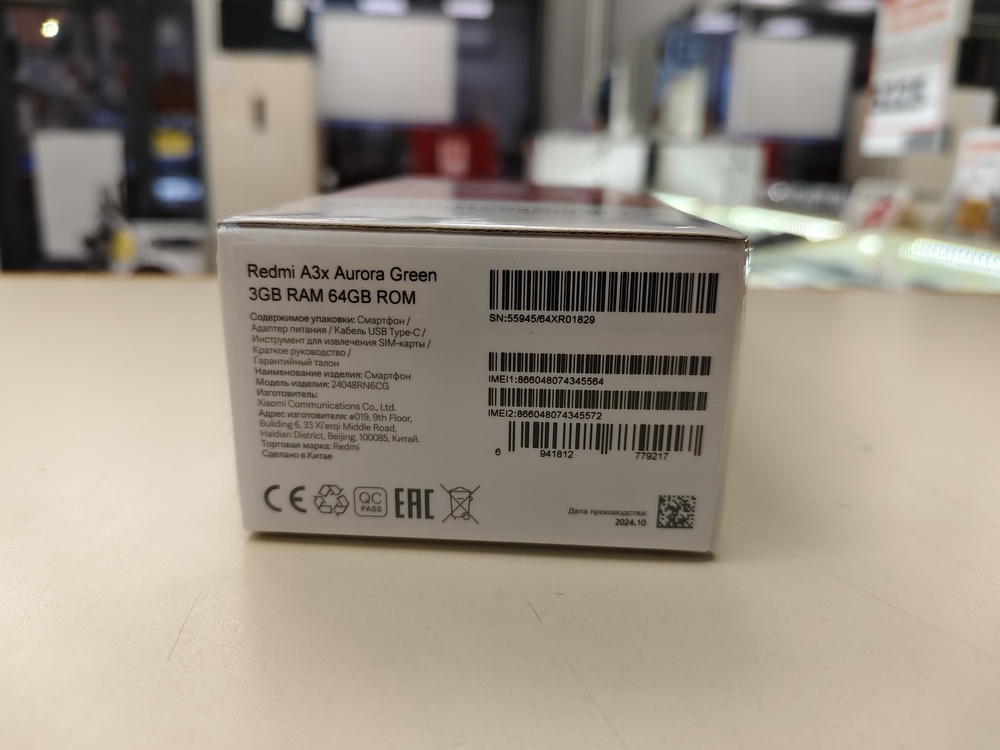 Redmi A3x Aurora Green
3GB RAM 64GB ROM
Содержимое упаковки: Смартфон /
Адаптер питания / Кабель USB Type-C /
Инструмент для извлечения SIM-карты /
Краткое руководство /
Гарантийный талон
Наименование изделия: Смартфон
Модель изделия: 24048RN6CG
Изготовитель:
Xiaomi Communications Co., Ltd.
Адрес изготовителя: #019, 9th Floor,
Building 6, 33 Xi'erqi Middle Road,
Haidian District, Beijing, 100085, Китай.
Торговая марка: Redmi
Сделано в Китае
CE
QC
PASS
EAC
SN:55945/64XR01829
IMEI1:866048074345564
IMEI2:866048074345572
6 941812 779217
Дата производства:
2024.10